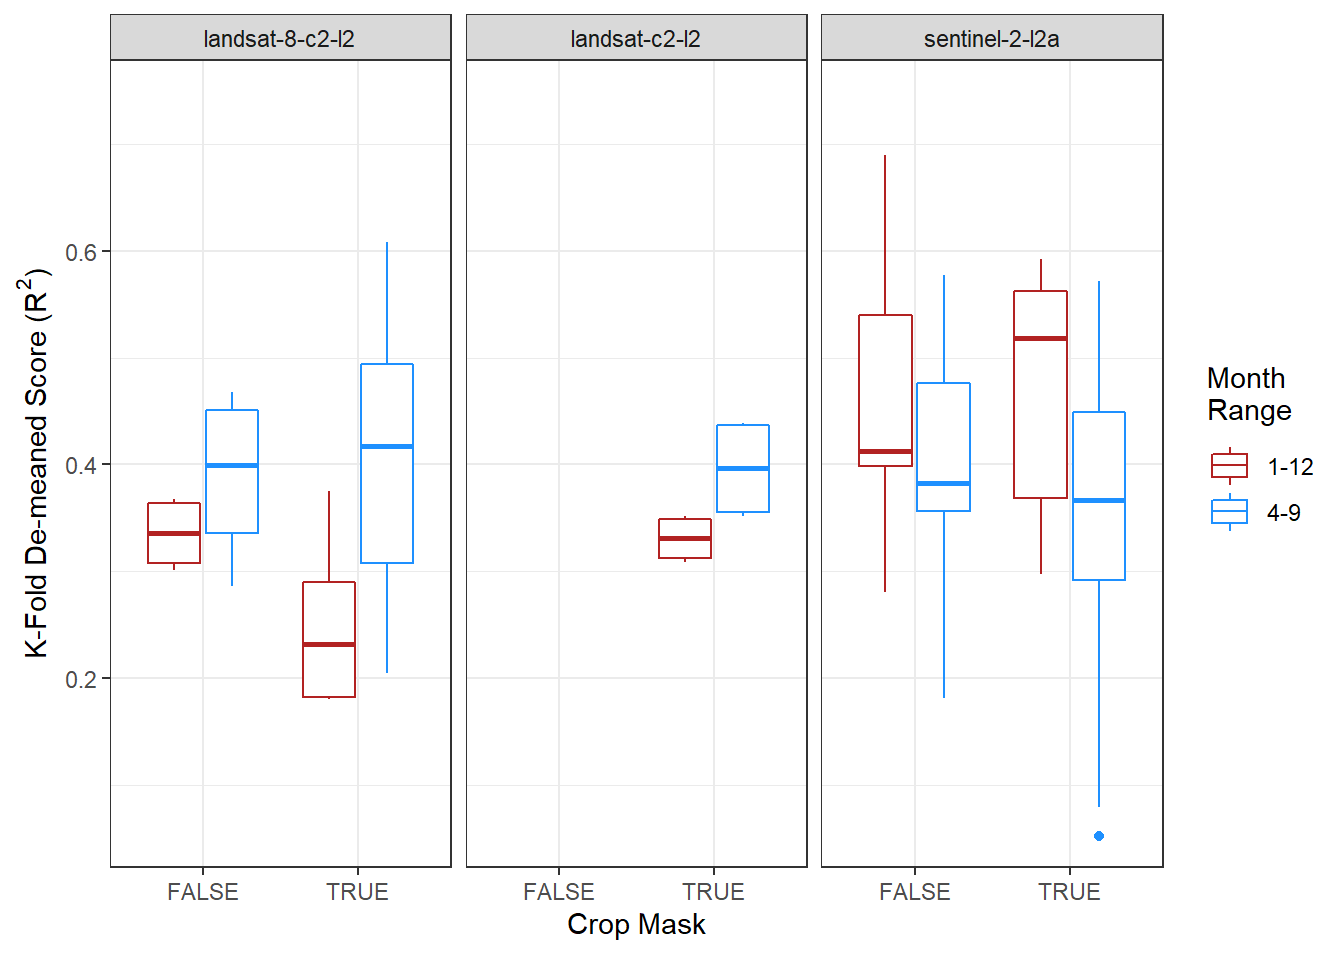 landsat-8-c2-l2
landsat-c2-l2
sentinel-2-l2a
K-Fold De-meaned Score (R²)
0.6
0.4
0.2
FALSE
TRUE
FALSE
TRUE
FALSE
TRUE
Crop Mask
Month
Range
1-12
4-9